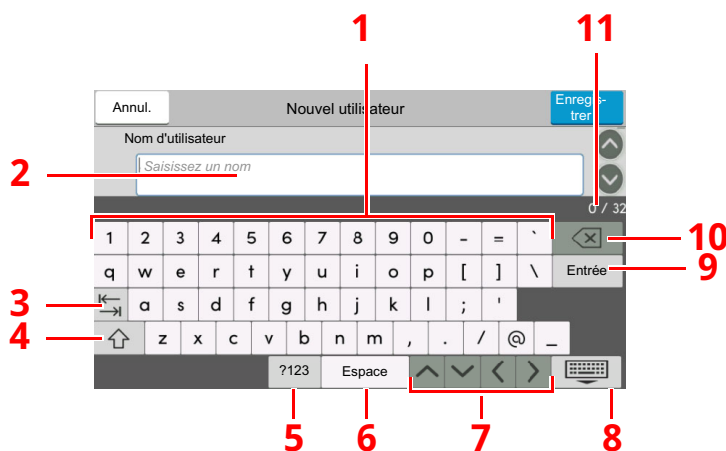 1 11
Annul. Nouvel utilisateur Enregis-
trer
Nom d'utilisateur
2 Saisissez un nom
0 / 32
1 2 3 4 5 6 7 8 9 0 - = ` 10
q w e r t y u i o p [ ] \ Entrée 9
3 a s d f g h j k l ; '
4 z x c v b n m , . / @ _
?123 Espace
5 6 7 8